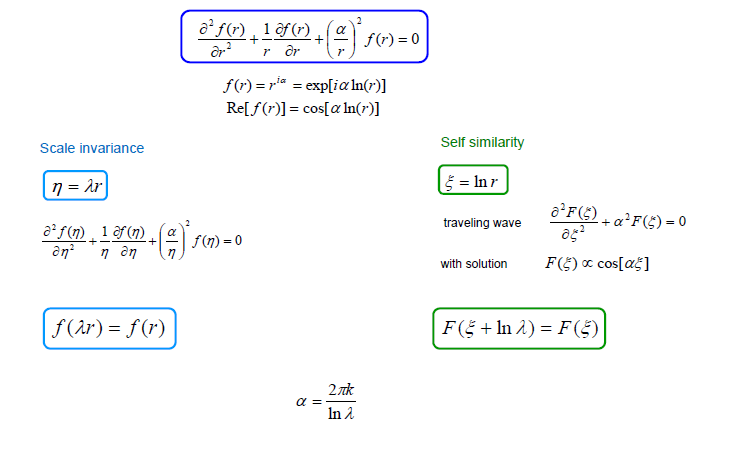 ∂²f(r)/∂r² + 1/r ∂f(r)/∂r + (α/r)² f(r) = 0
f(r) = r^{iα} = exp[iα ln(r)]
Re[f(r)] = cos[α ln(r)]
Scale invariance
η = λr
∂²f(η)/∂η² + 1/η ∂f(η)/∂η + (α/η)² f(η) = 0
f(λr) = f(r)
Self similarity
ξ = ln r
traveling wave ∂²F(ξ)/∂ξ² + α²F(ξ) = 0
with solution F(ξ) ∝ cos[αξ]
F(ξ + ln λ) = F(ξ)
α = 2πk/ln λ